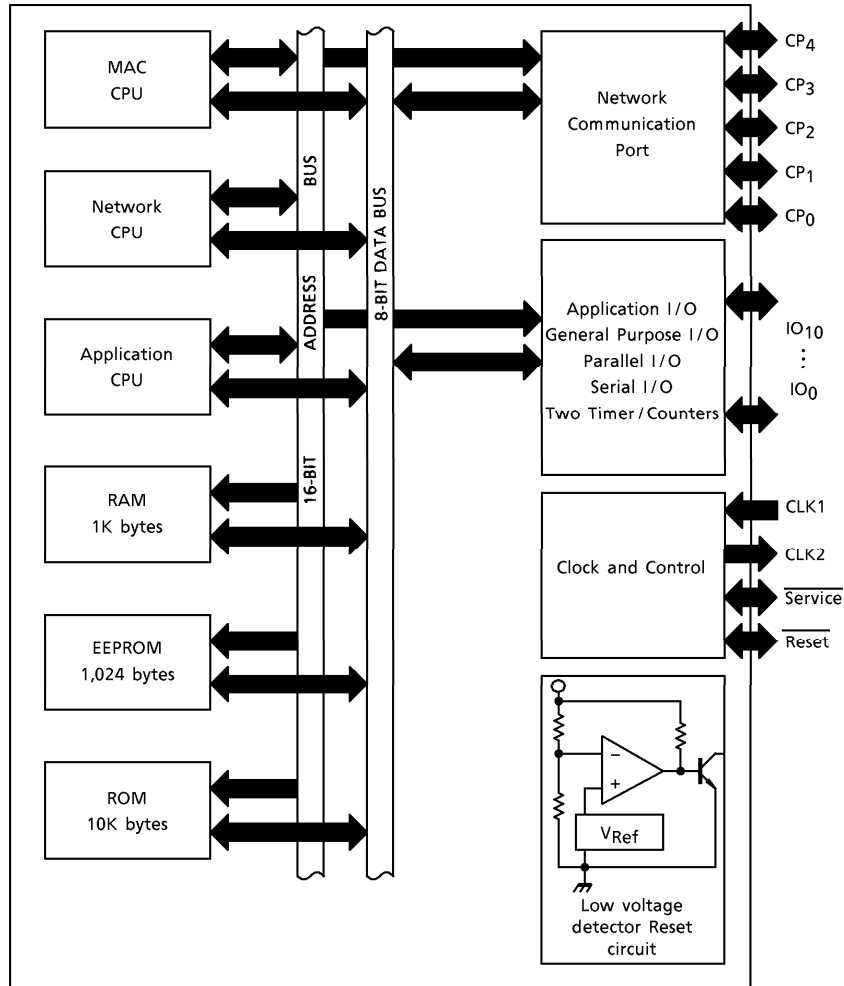 MAC
CPU
Network
CPU
Application
CPU
RAM
1K bytes
EEPROM
1,024 bytes
ROM
10K bytes
16-BIT ADDRESS BUS
8-BIT DATA BUS
Network
Communication
Port
CP4
CP3
CP2
CP1
CP0
Application I/O
General Purpose I/O
Parallel I/O
Serial I/O
Two Timer/Counters
IO10
⋮
IO0
Clock and Control
CLK1
CLK2
Service
Reset
−
+
VRef
Low voltage
detector Reset
circuit